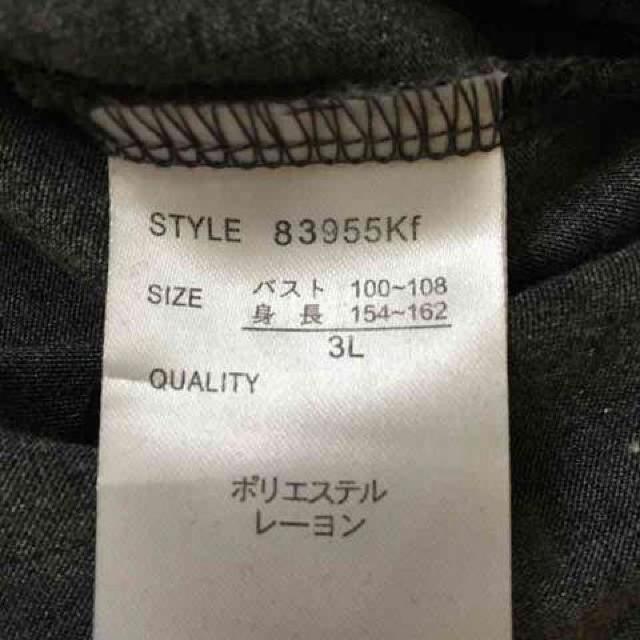 STYLE 83955Kf
SIZE バスト 100~108
身長 154~162
3L
QUALITY
ポリエステル
レーヨン